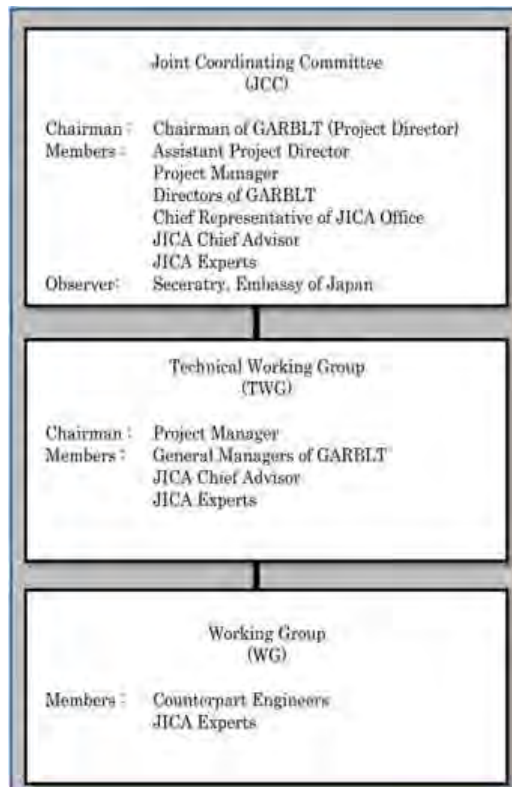 Joint Coordinating Committee
(JCC)
Chairman : Chairman of GARBLT (Project Director)
Members : Assistant Project Director
Project Manager
Directors of GARBLT
Chief Representative of JICA Office
JICA Chief Advisor
JICA Experts
Observer: Seceratry, Embassy of Japan
Technical Working Group
(TWG)
Chairman : Project Manager
Members : General Managers of GARBLT
JICA Chief Advisor
JICA Experts
Working Group
(WG)
Members : Counterpart Engineers
JICA Experts